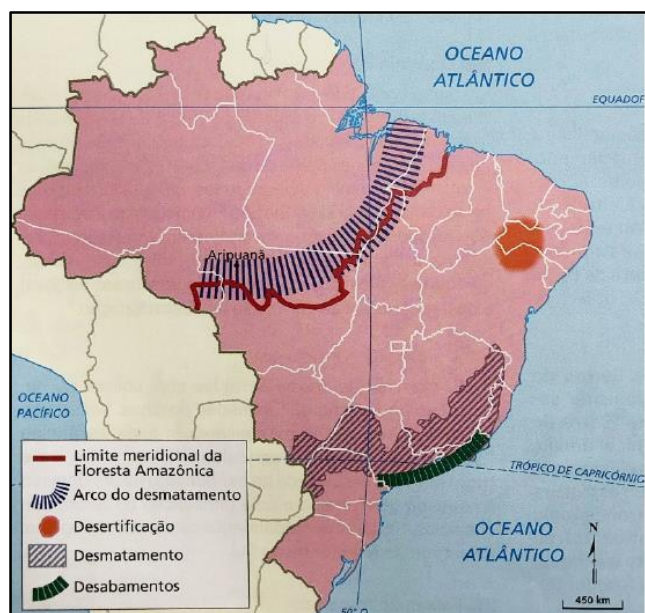 OCEANO
ATLÂNTICO
EQUADOR
Aripuanã
OCEANO
PACÍFICO
TRÓPICO DE CAPRICÓRNIO
Limite meridional da
Floresta Amazônica
Arco do desmatamento
Desertificação
Desmatamento
Desabamentos
OCEANO
ATLÂNTICO
N
450 km
50° O